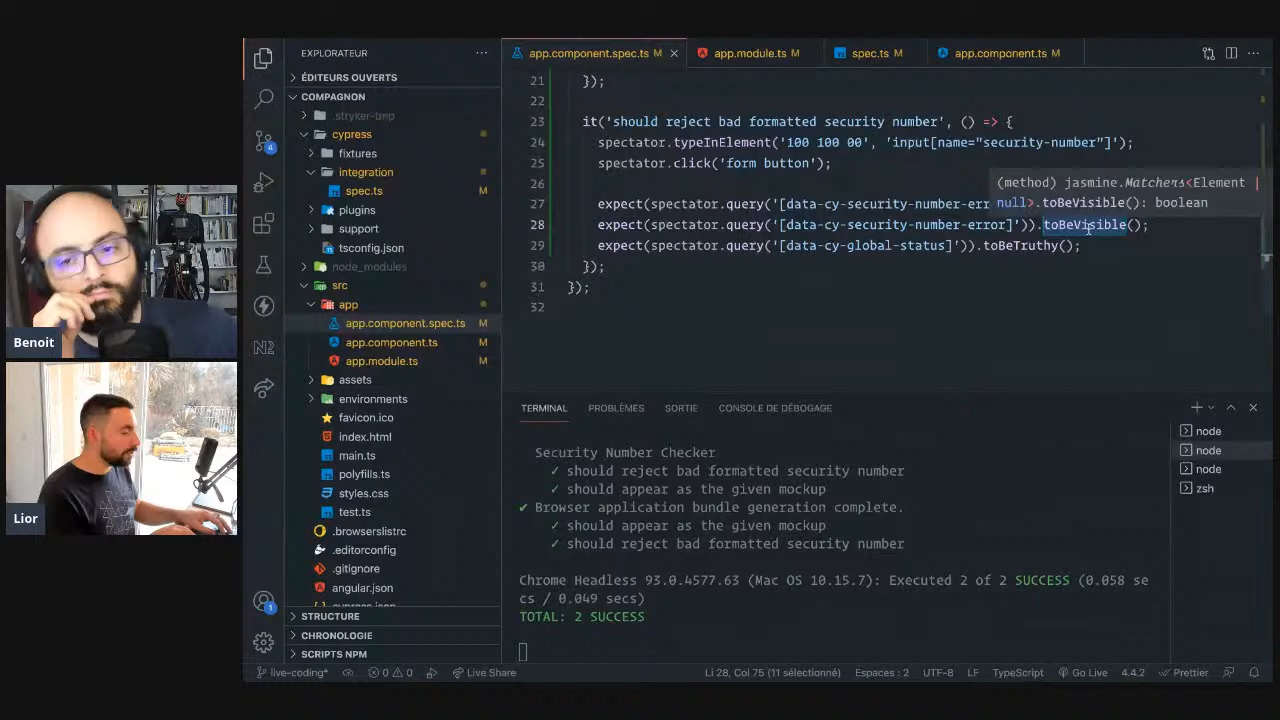 EXPLORATEUR
ÉDITEURS OUVERTS
COMPAGNON
.stryker-tmp
cypress
fixtures
integration
spec.ts M
plugins
support
tsconfig.json
node_modules
src
app
app.component.spec.ts M
app.component.ts M
app.module.ts M
assets
environments
favicon.ico
index.html
main.ts
polyfills.ts
styles.css
test.ts
.browserslistrc
.editorconfig
.gitignore
angular.json
STRUCTURE
CHRONOLOGIE
SCRIPTS NPM
4
1
Benoit
Lior
app.component.spec.ts M
app.module.ts M
spec.ts M
app.component.ts M
21 });
22
23 it('should reject bad formatted security number', () => {
24 spectator.typeInElement('100 100 00', 'input[name="security-number"]');
25 spectator.click('form button');
26
(method) jasmine.Matchers<Element |
null>.toBeVisible(): boolean
27 expect(spectator.query('[data-cy-security-number-err
28 expect(spectator.query('[data-cy-security-number-error]')).toBeVisible();
29 expect(spectator.query('[data-cy-global-status]')).toBeTruthy();
30 });
31 });
32
TERMINAL PROBLÈMES SORTIE CONSOLE DE DÉBOGAGE
Security Number Checker
✓ should reject bad formatted security number
✓ should appear as the given mockup
✔ Browser application bundle generation complete.
✓ should appear as the given mockup
✓ should reject bad formatted security number
Chrome Headless 93.0.4577.63 (Mac OS 10.15.7): Executed 2 of 2 SUCCESS (0.058 se
cs / 0.049 secs)
TOTAL: 2 SUCCESS
node
node
node
zsh
live-coding* 0 0 Live Share Li 28, Col 75 (11 sélectionné) Espaces : 2 UTF-8 LF TypeScript Go Live 4.4.2 Prettier